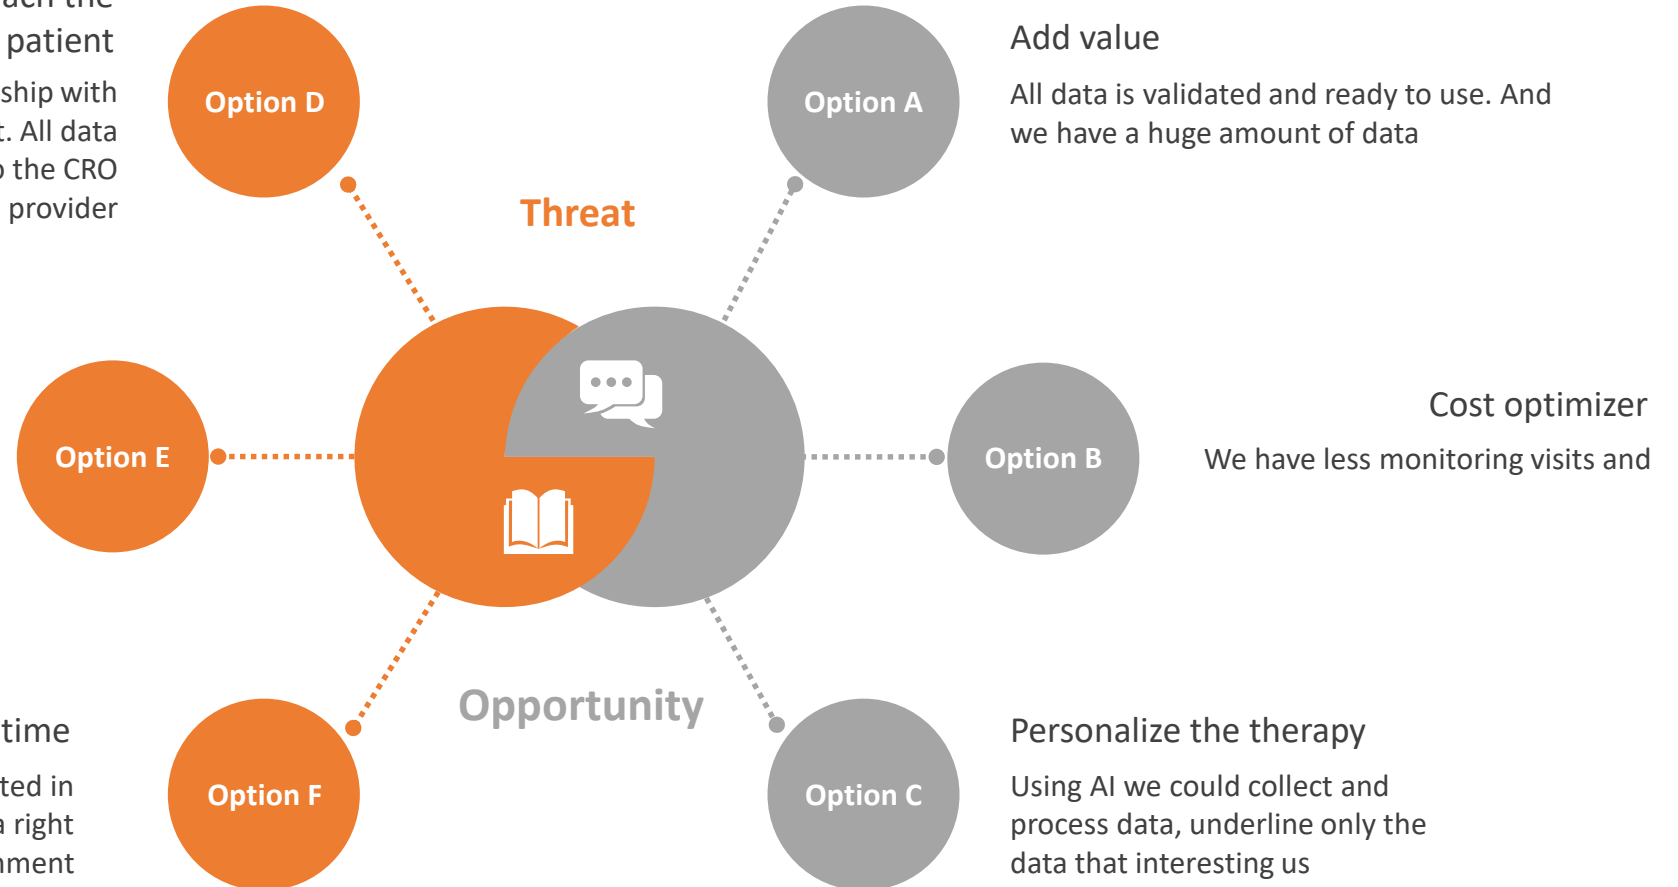 patient
ship with
. All data
the CRO
provider
Option D
Threat
Option A
Add value
All data is validated and ready to use. And
we have a huge amount of data
Option E
Option B
Cost optimizer
We have less monitoring visits and
time
ted in
a right
nment
Option F
Opportunity
Option C
Personalize the therapy
Using AI we could collect and
process data, underline only the
data that interesting us